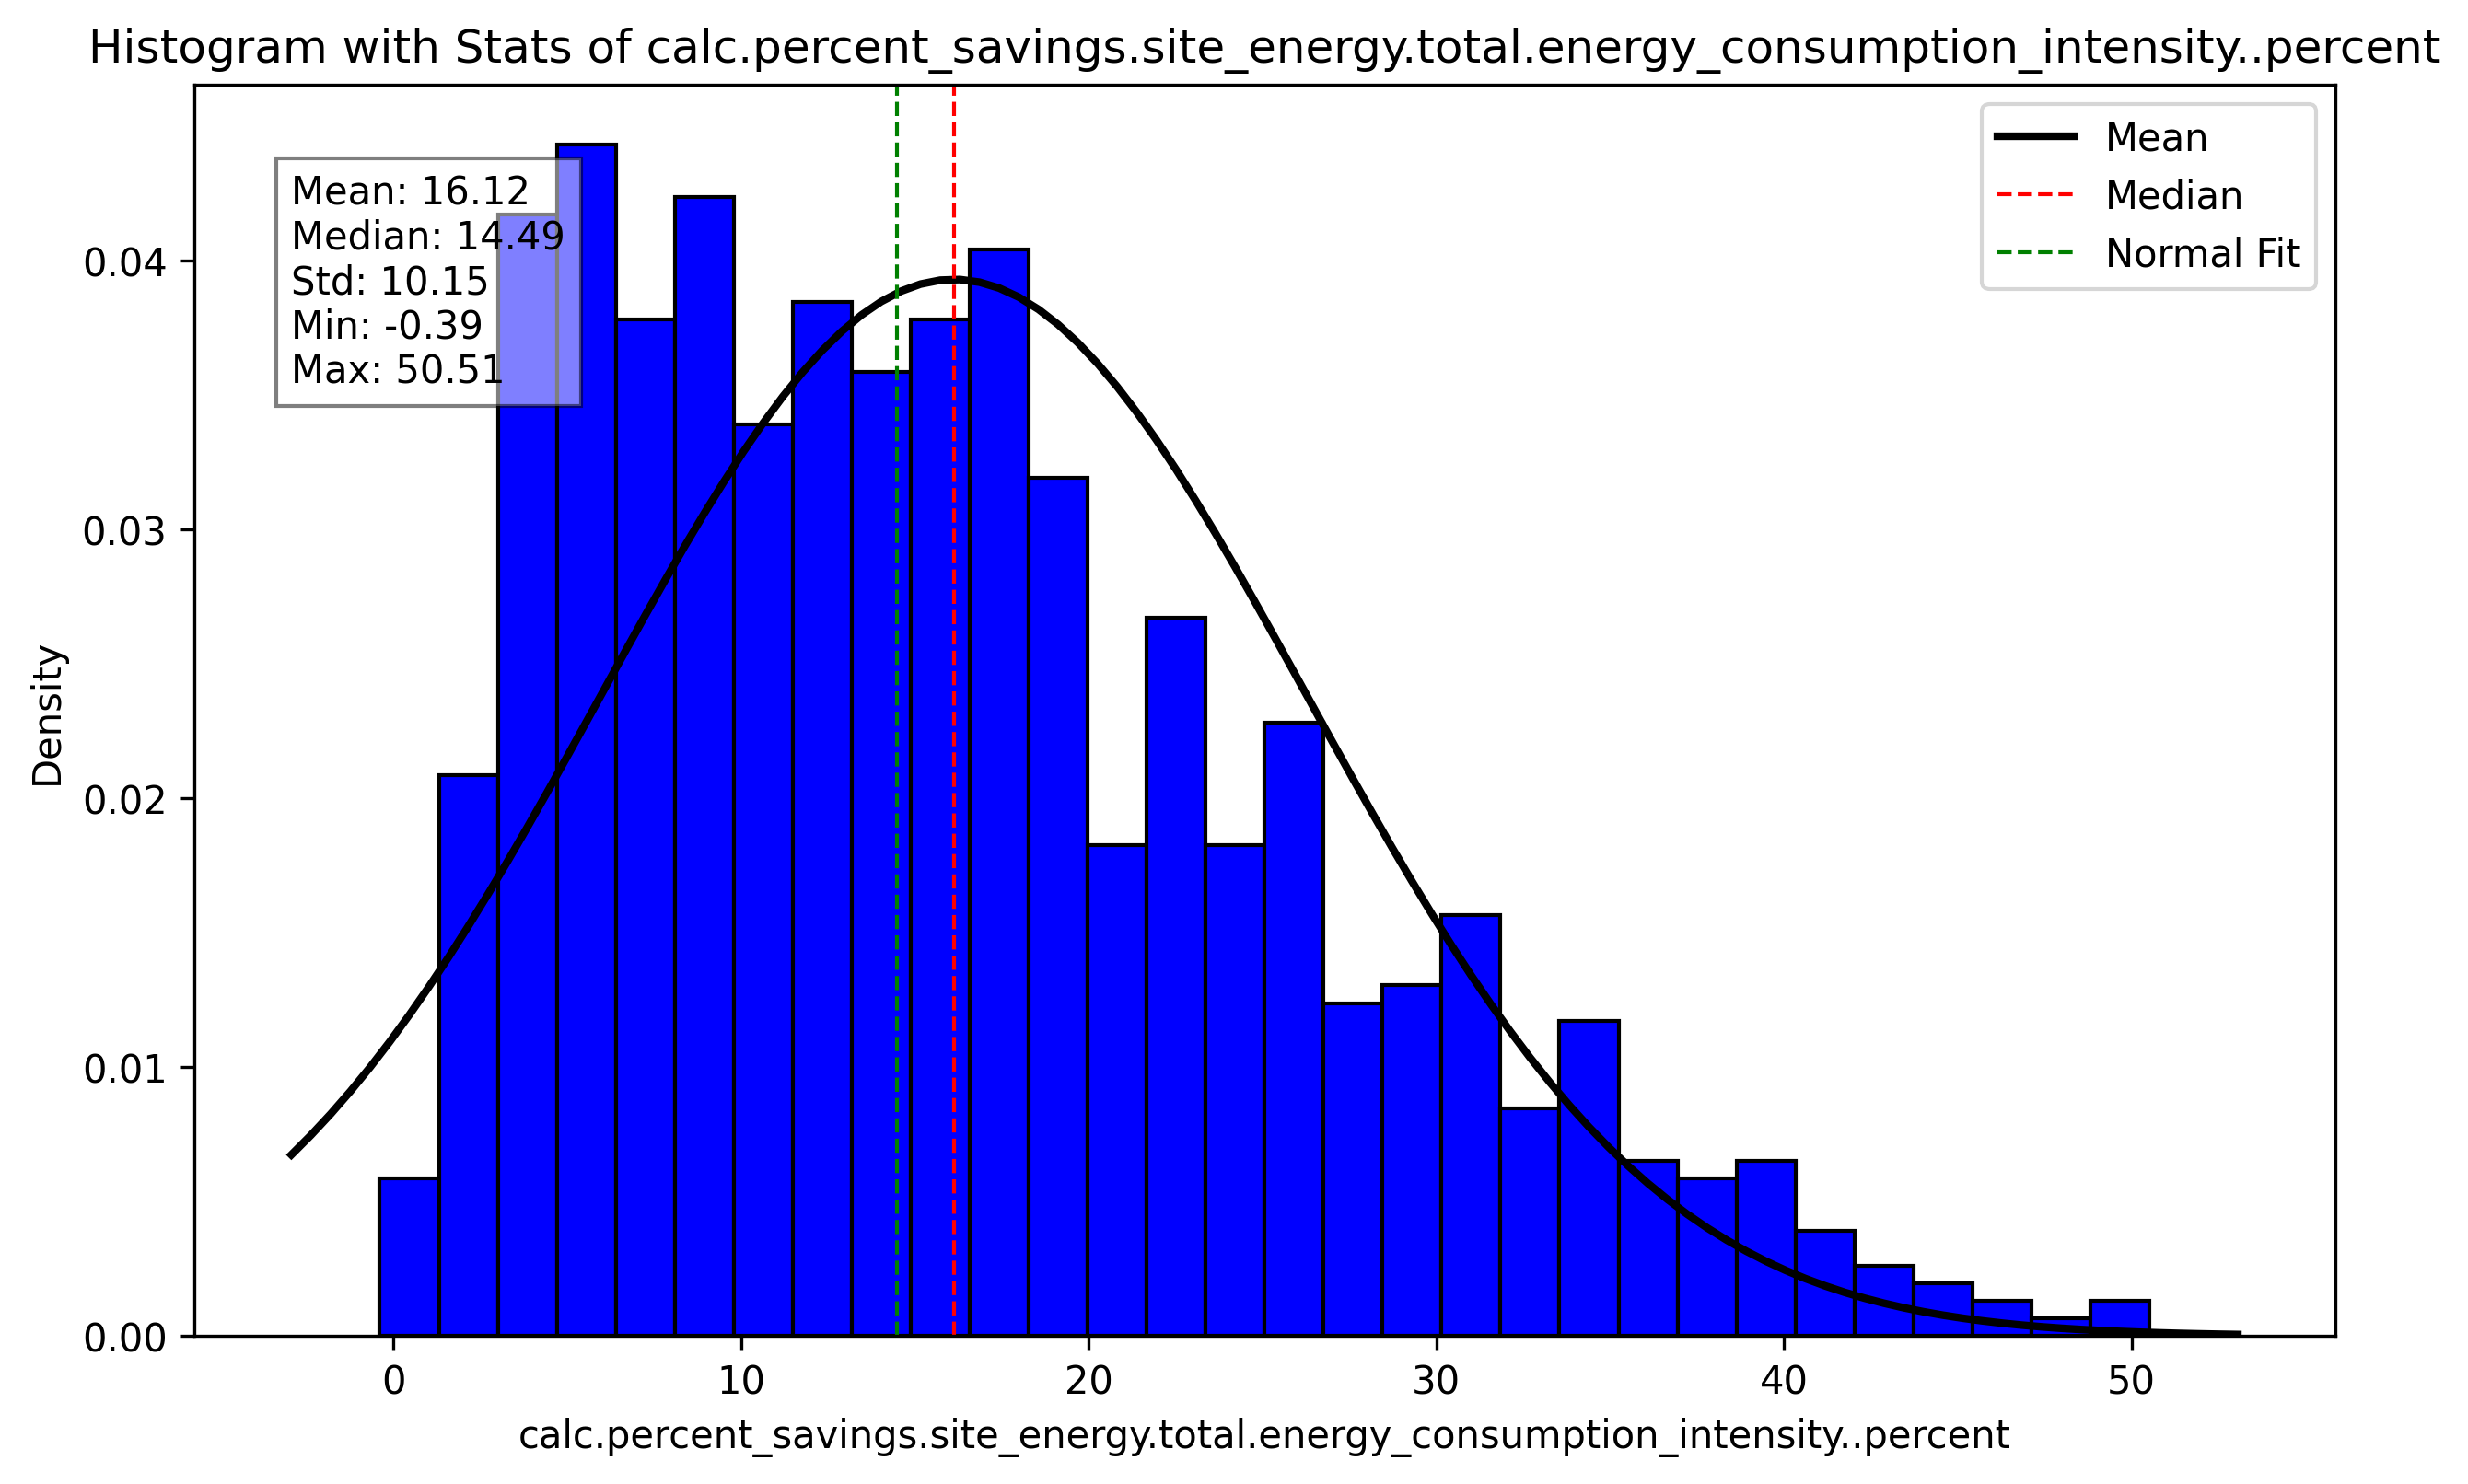 Histogram with Stats of calc.percent_savings.site_energy.total.energy_consumption_intensity..percent
Mean: 16.12
Median: 14.49
Std: 10.15
Min: -0.39
Max: 50.51
Mean
Median
Normal Fit
Density
0.04
0.03
0.02
0.01
0.00
0 10 20 30 40 50
calc.percent_savings.site_energy.total.energy_consumption_intensity..percent